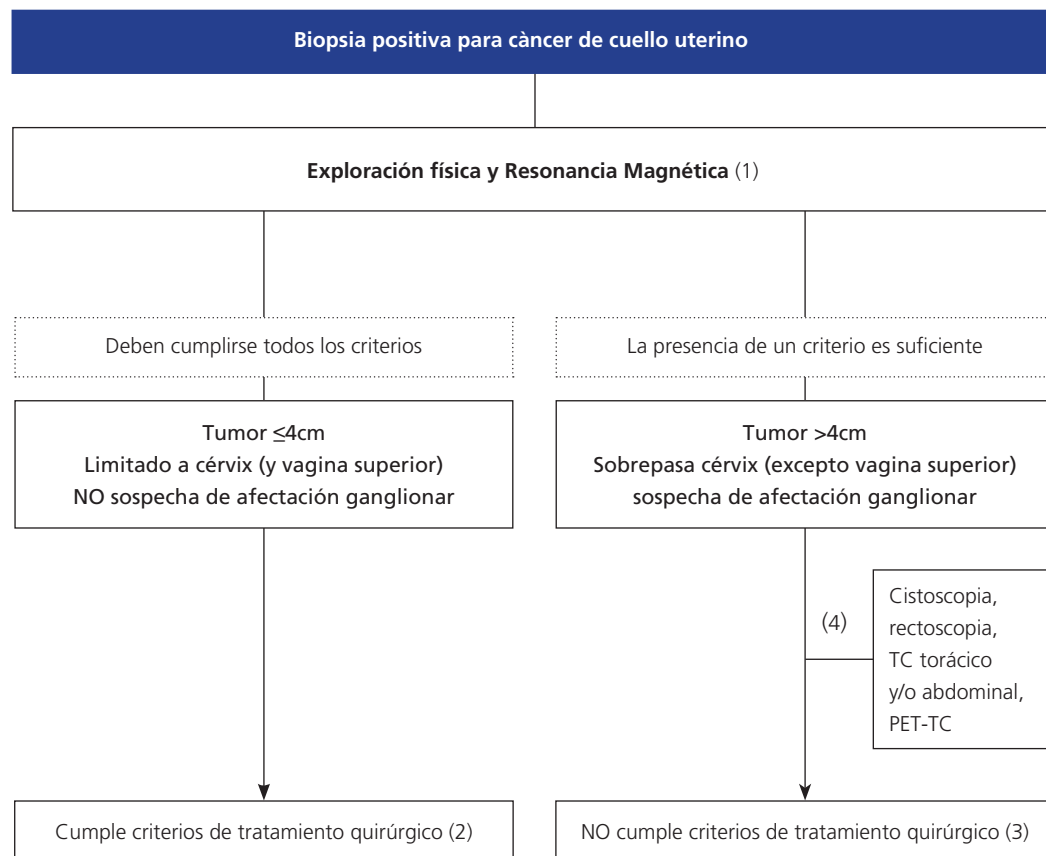 Biopsia positiva para càncer de cuello uterino
Exploración física y Resonancia Magnética (1)
Deben cumplirse todos los criterios
La presencia de un criterio es suficiente
Tumor ≤4cm
Limitado a cérvix (y vagina superior)
NO sospecha de afectación ganglionar
Tumor >4cm
Sobrepasa cérvix (excepto vagina superior)
sospecha de afectación ganglionar
(4)
Cistoscopia,
rectoscopia,
TC torácico
y/o abdominal,
PET-TC
Cumple criterios de tratamiento quirúrgico (2)
NO cumple criterios de tratamiento quirúrgico (3)